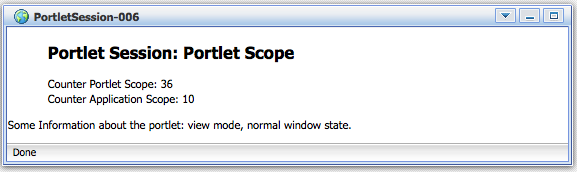 PortletSession-006
Portlet Session: Portlet Scope
Counter Portlet Scope: 36
Counter Application Scope: 10
Some Information about the portlet: view mode, normal window state.
Done